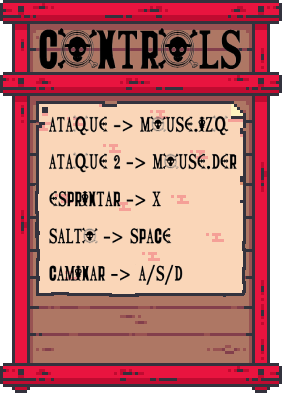 CONTROLS
ATAQUE -> MOUSE.IZQ
ATAQUE 2 -> MOUSE.DER
ESPRINTAR -> X
SALTO -> SPACE
CAMINAR -> A/S/D